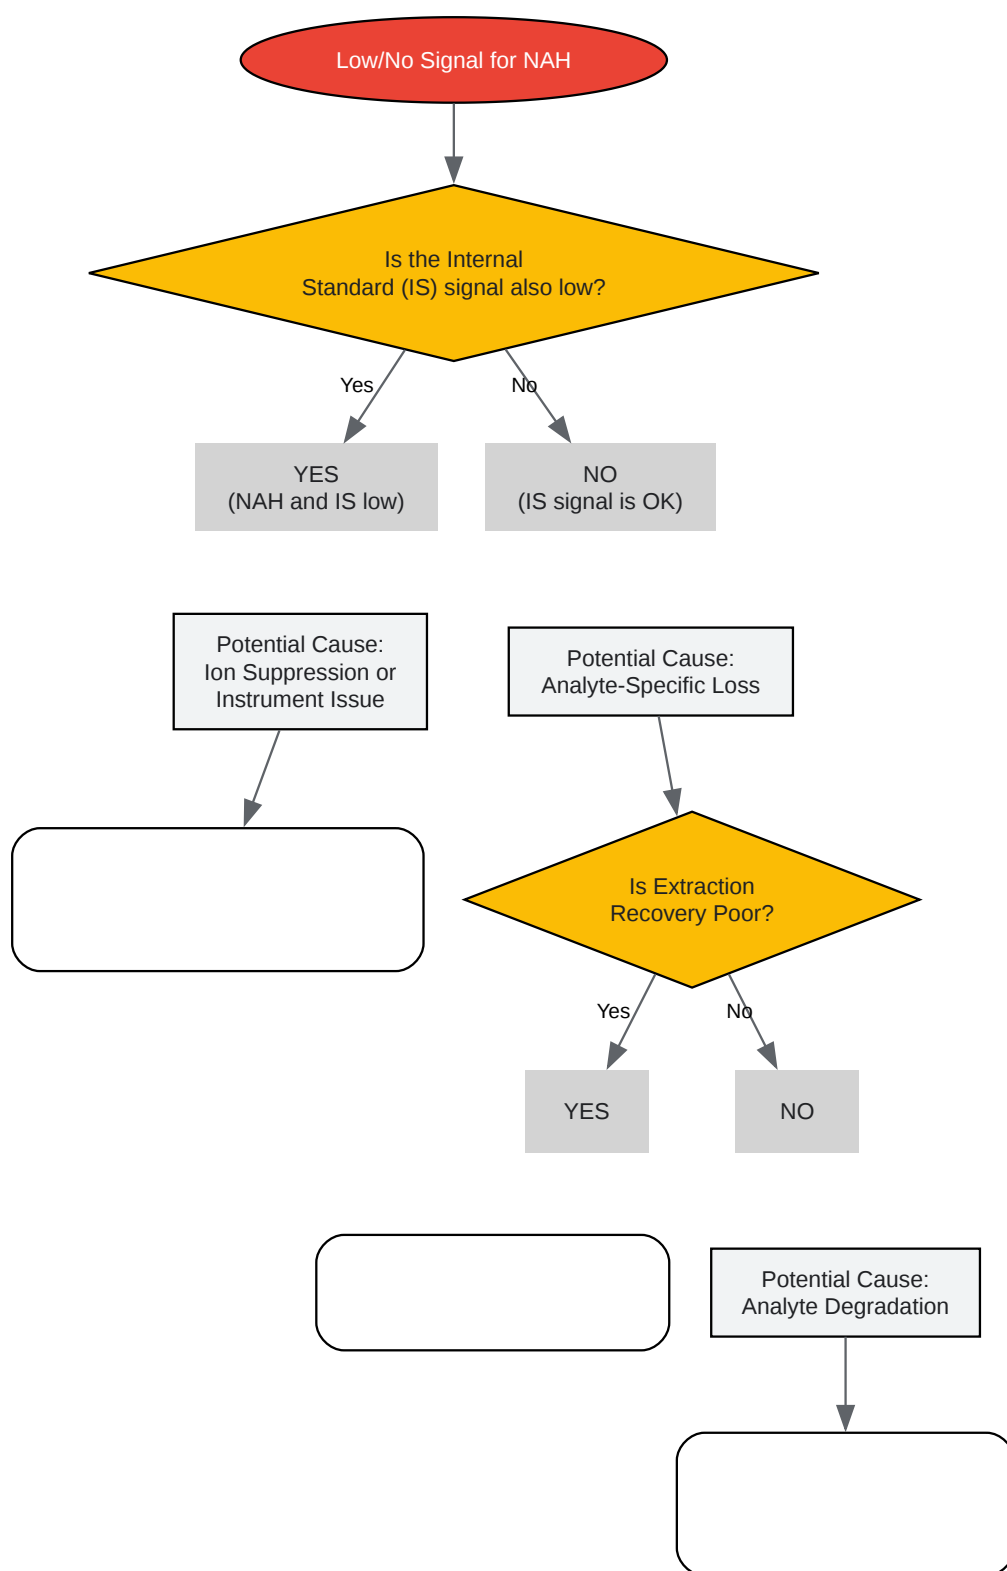 Low/No Signal for NAH
Is the Internal
Standard (IS) signal also low?
Yes
No
YES
(NAH and IS low)
NO
(IS signal is OK)
Potential Cause:
Ion Suppression or
Instrument Issue
Potential Cause:
Analyte-Specific Loss
Is Extraction
Recovery Poor?
Yes
No
YES
NO
Potential Cause:
Analyte Degradation